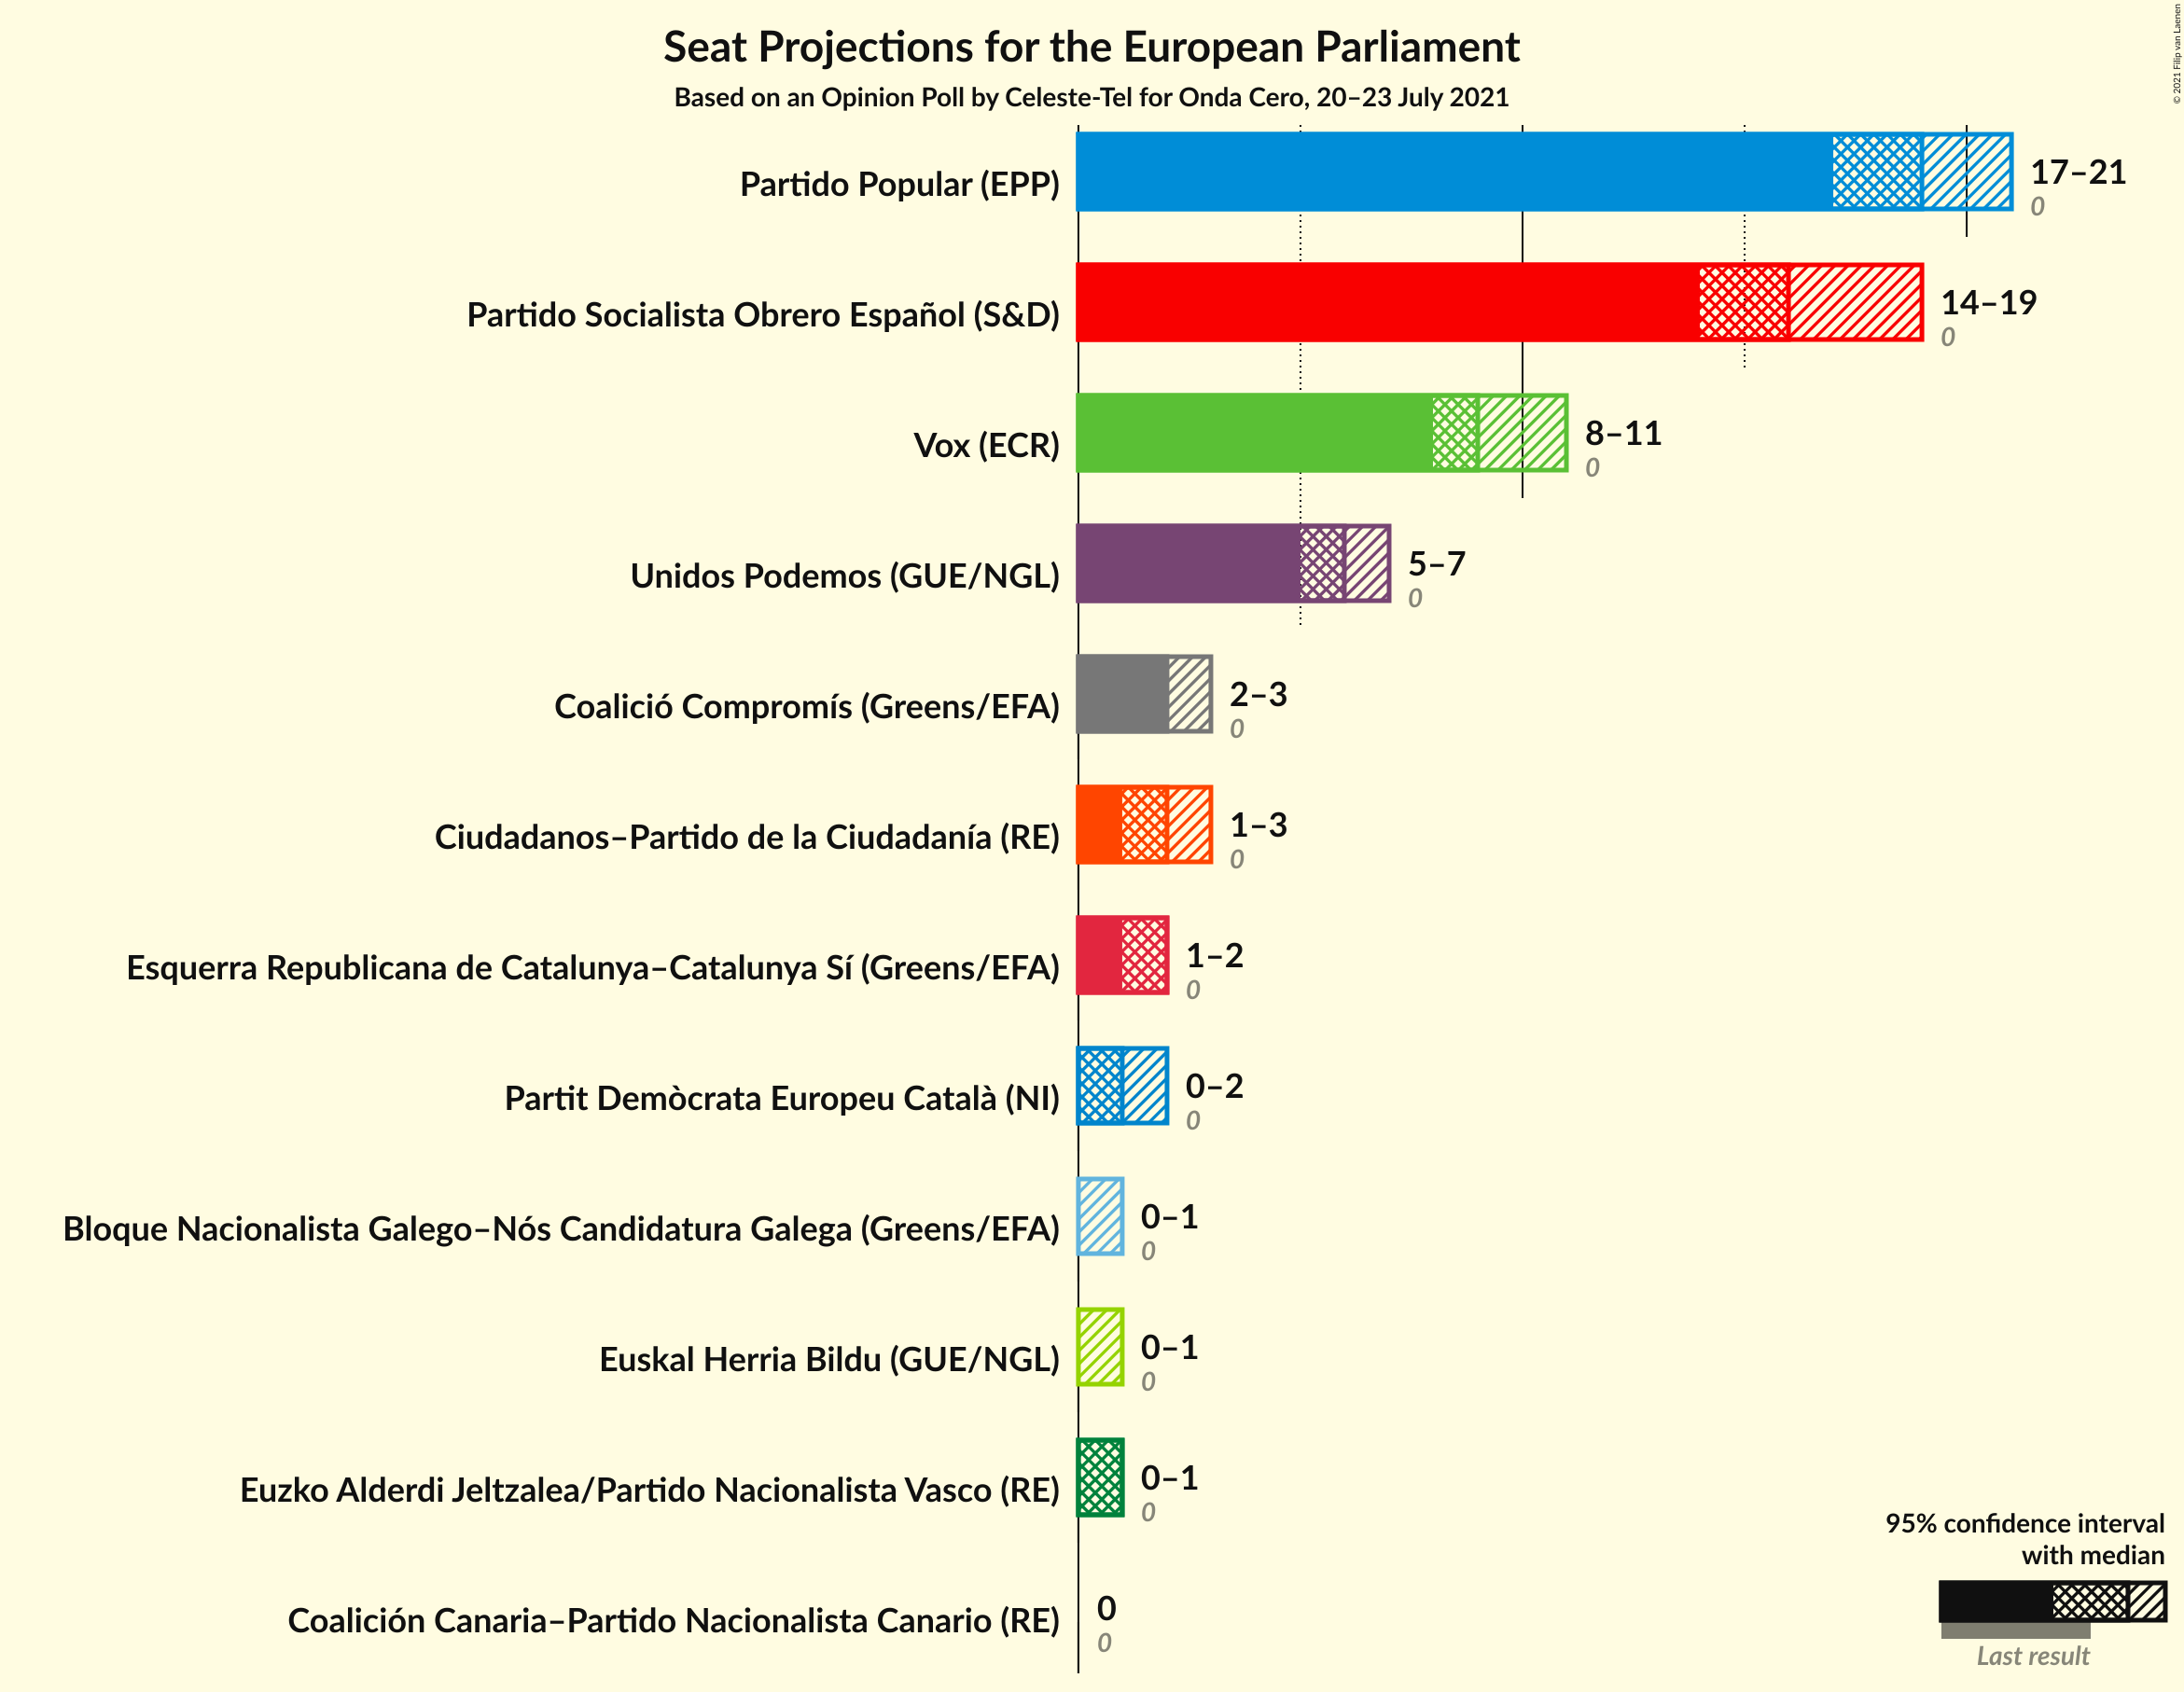 © 2021 Filip van Laenen
Seat Projections for the European Parliament
Based on an Opinion Poll by Celeste-Tel for Onda Cero, 20–23 July 2021
Partido Popular (EPP)
17–21
0
Partido Socialista Obrero Español (S&D)
14–19
0
Vox (ECR)
8–11
0
Unidos Podemos (GUE/NGL)
5–7
0
Coalició Compromís (Greens/EFA)
2–3
0
Ciudadanos–Partido de la Ciudadanía (RE)
1–3
0
Esquerra Republicana de Catalunya–Catalunya Sí (Greens/EFA)
1–2
0
Partit Demòcrata Europeu Català (NI)
0–2
0
Bloque Nacionalista Galego–Nós Candidatura Galega (Greens/EFA)
0–1
0
Euskal Herria Bildu (GUE/NGL)
0–1
0
Euzko Alderdi Jeltzalea/Partido Nacionalista Vasco (RE)
0–1
0
Coalición Canaria–Partido Nacionalista Canario (RE)
0
0
95% confidence interval
with median
Last result